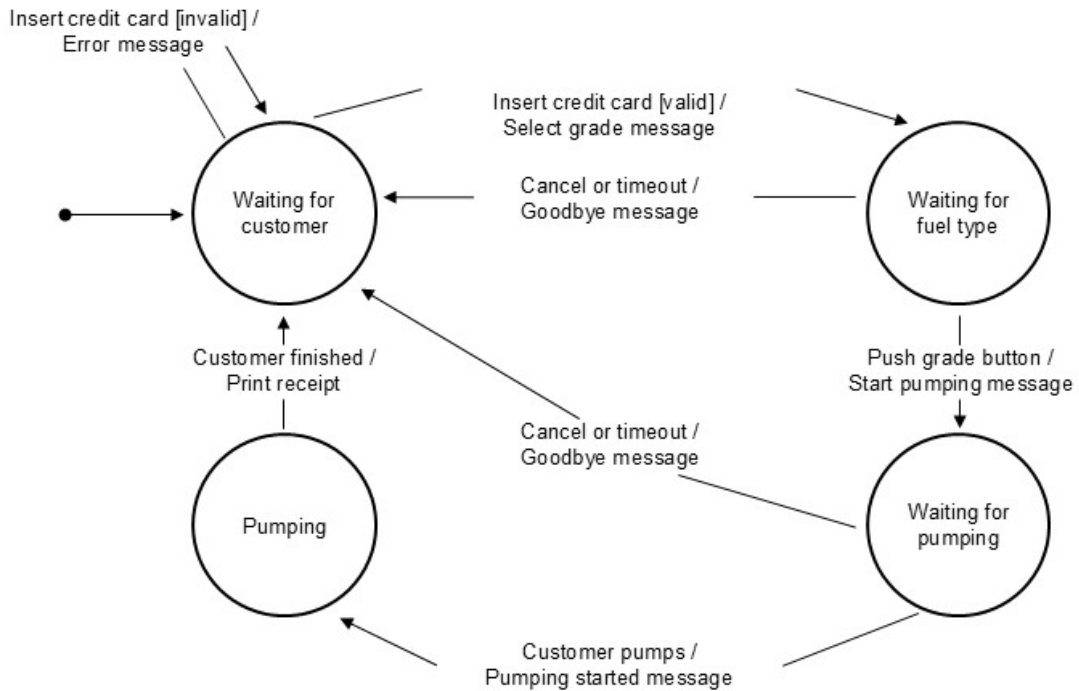 Insert credit card [invalid] /
Error message
Insert credit card [valid] /
Select grade message
Waiting for
customer
Cancel or timeout /
Goodbye message
Waiting for
fuel type
Customer finished /
Print receipt
Push grade button /
Start pumping message
Cancel or timeout /
Goodbye message
Pumping
Waiting for
pumping
Customer pumps /
Pumping started message